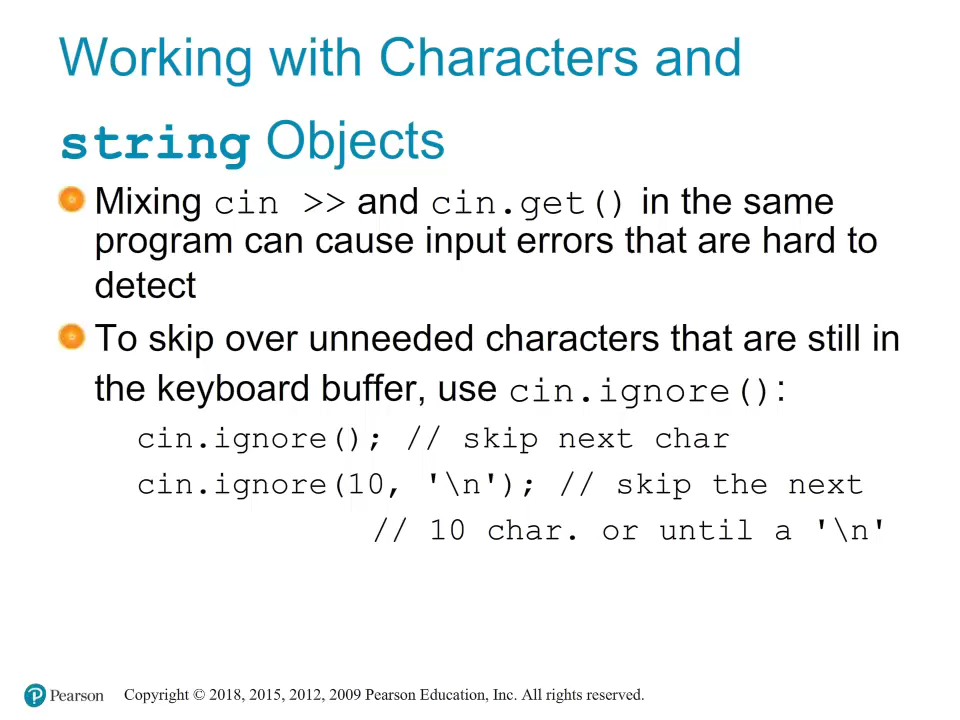 Working with Characters and
string Objects
Mixing cin >> and cin.get() in the same
program can cause input errors that are hard to
detect
To skip over unneeded characters that are still in
the keyboard buffer, use cin.ignore():
cin.ignore(); // skip next char
cin.ignore(10, '\n'); // skip the next
// 10 char. or until a '\n'
P Pearson Copyright © 2018, 2015, 2012, 2009 Pearson Education, Inc. All rights reserved.